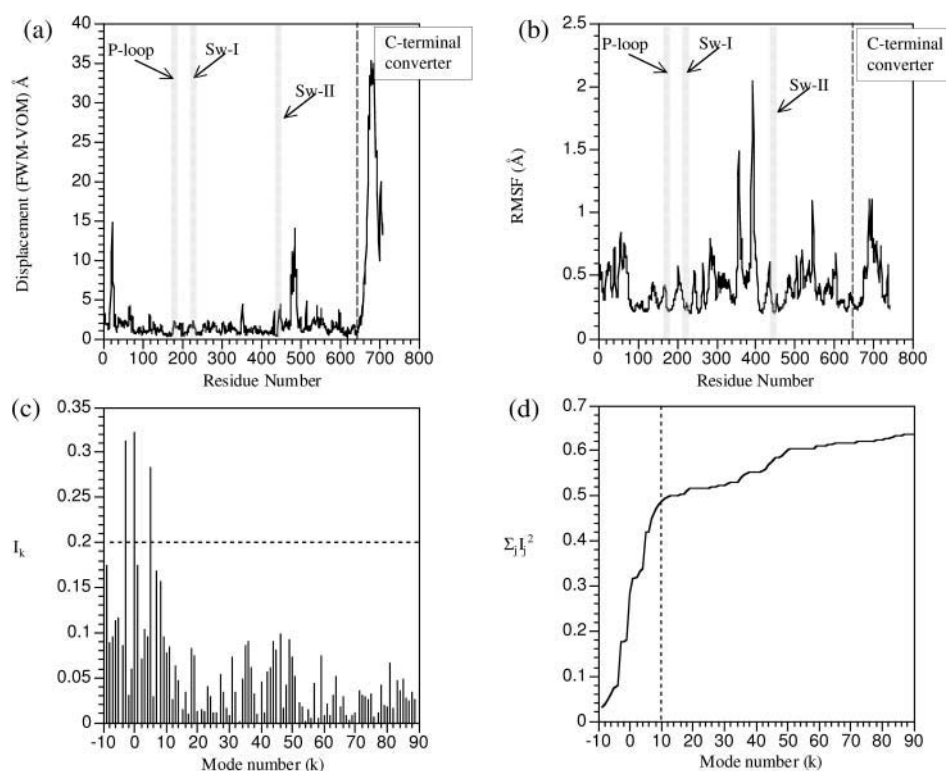 (a)
40
35
30
25
20
15
10
5
0
Displacement (FWM-VOM) Å
P-loop
Sw-I
Sw-II
C-terminal
converter
0 100 200 300 400 500 600 700 800
Residue Number
(b)
2.5
2
1.5
1
0.5
0
RMSF (Å)
P-loop
Sw-I
Sw-II
C-terminal
converter
0 100 200 300 400 500 600 700 800
Residue Number
(c)
0.35
0.3
0.25
0.2
0.15
0.1
0.05
0
I_k
-10 0 10 20 30 40 50 60 70 80 90
Mode number (k)
(d)
0.7
0.6
0.5
0.4
0.3
0.2
0.1
0
Σ_jI_j^2
-10 0 10 20 30 40 50 60 70 80 90
Mode number (k)